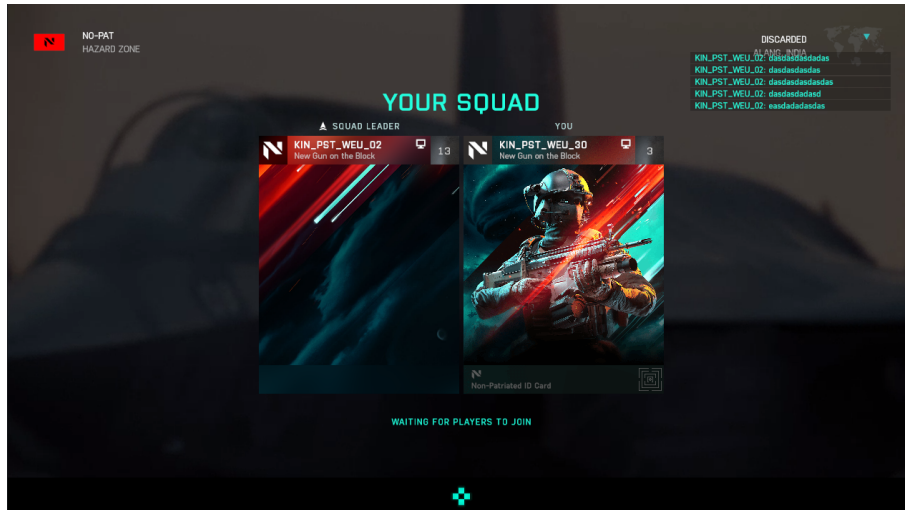 NO-PAT
HAZARD ZONE
DISCARDED
ALANG, INDIA
KIN_PST_WEU_02: dasdasdasdadas
KIN_PST_WEU_02: dasdasdasdas
KIN_PST_WEU_02: dasdasdasdasdas
KIN_PST_WEU_02: dasdasdadasd
KIN_PST_WEU_02: easdadadasdas
YOUR SQUAD
SQUAD LEADER
YOU
KIN_PST_WEU_02
New Gun on the Block
13
KIN_PST_WEU_30
New Gun on the Block
3
Non-Patriated ID Card
WAITING FOR PLAYERS TO JOIN